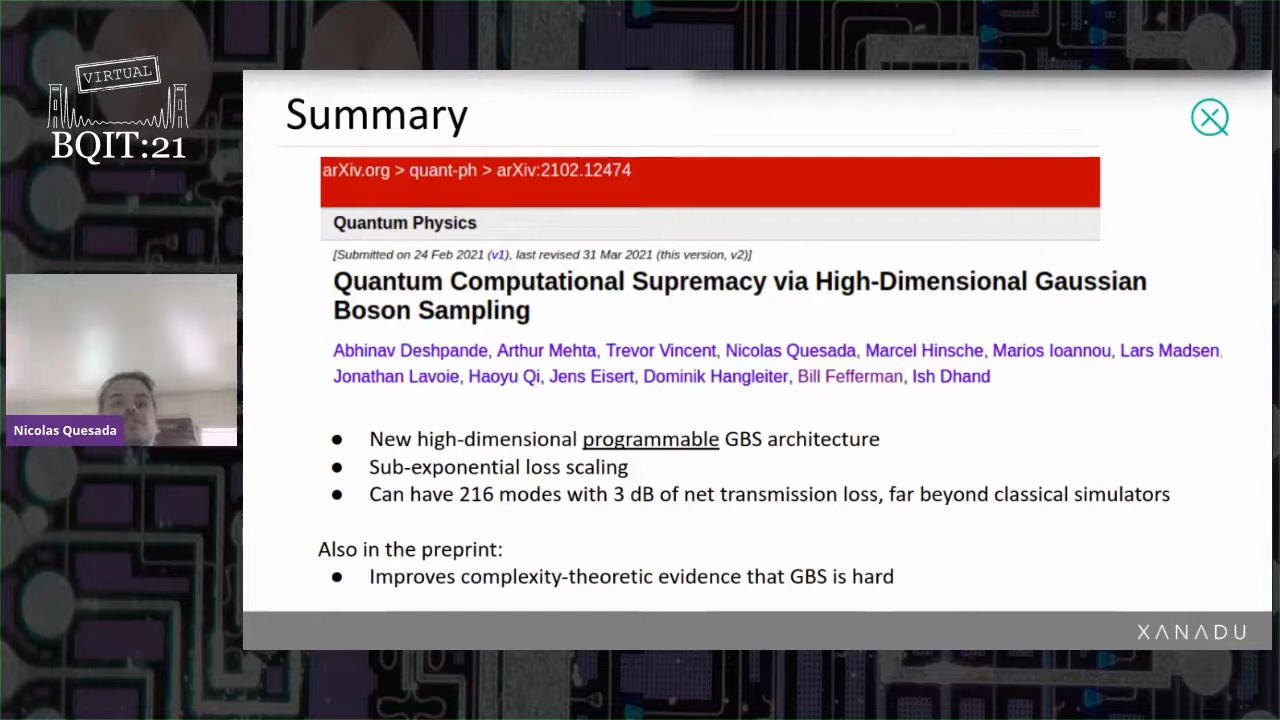 VIRTUAL
BQIT:21
Summary
arXiv.org > quant-ph > arXiv:2102.12474
Quantum Physics
[Submitted on 24 Feb 2021 (v1), last revised 31 Mar 2021 (this version, v2)]
Quantum Computational Supremacy via High-Dimensional Gaussian
Boson Sampling
Abhinav Deshpande, Arthur Mehta, Trevor Vincent, Nicolas Quesada, Marcel Hinsche, Marios Ioannou, Lars Madsen,
Jonathan Lavoie, Haoyu Qi, Jens Eisert, Dominik Hangleiter, Bill Fefferman, Ish Dhand
● New high-dimensional programmable GBS architecture
● Sub-exponential loss scaling
● Can have 216 modes with 3 dB of net transmission loss, far beyond classical simulators
Also in the preprint:
● Improves complexity-theoretic evidence that GBS is hard
Nicolas Quesada
XANADU